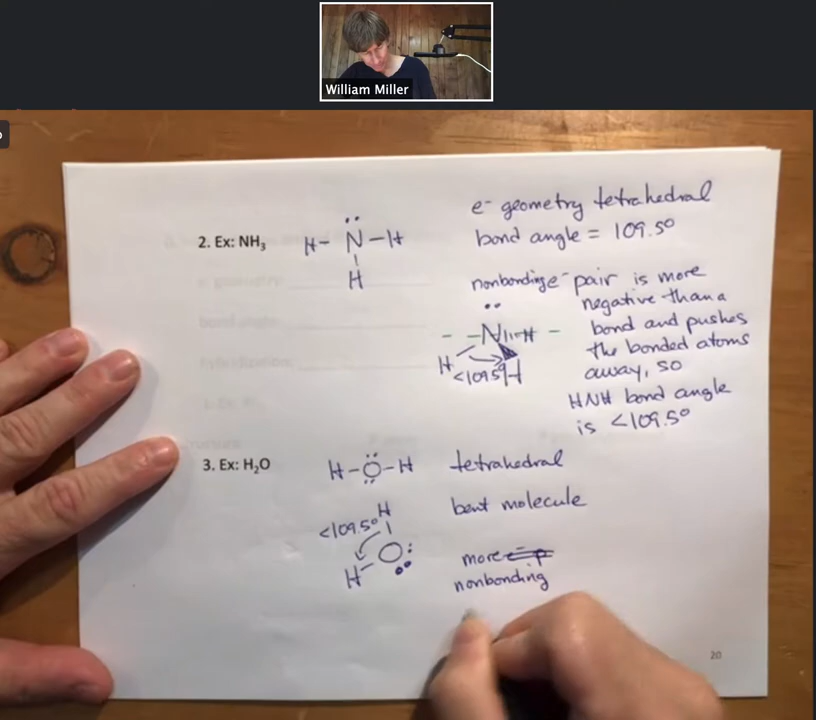 William Miller
2. Ex: NH₃
H-N-H
H
e⁻ geometry tetrahedral
bond angle = 109.5°
nonbonding e⁻ pair is more
negative than a
bond and pushes
the bonded atoms
away, so
HNH bond angle
is <109.5°
N H
H
<109.5° H
3. Ex: H₂O
H-O-H
tetrahedral
bent molecule
<109.5° H
O
H
more
nonbonding
20